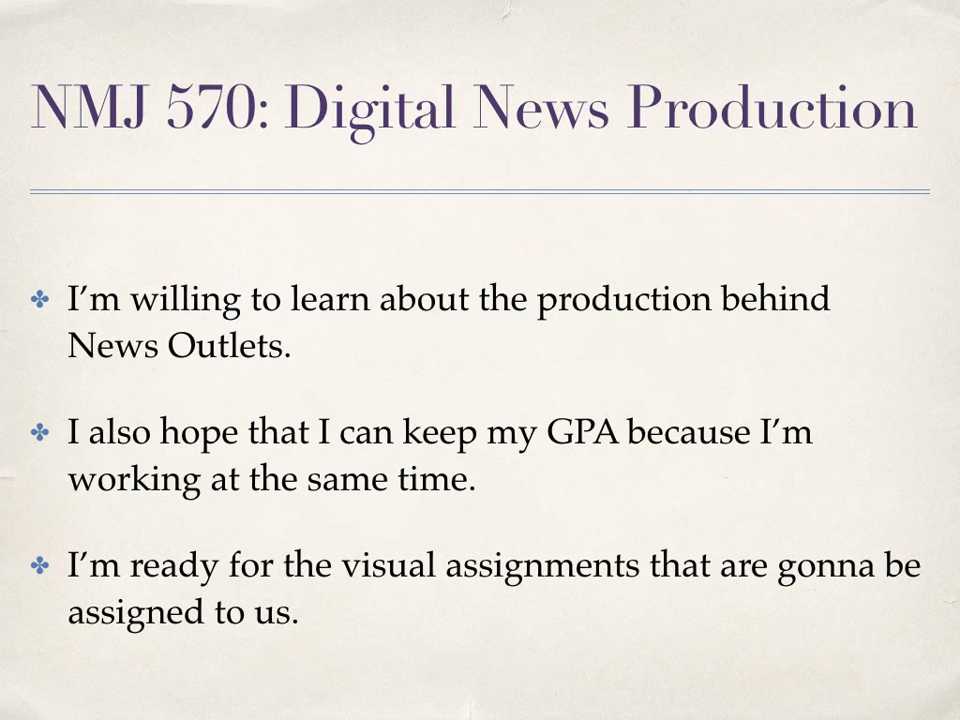 NMJ 570: Digital News Production
I’m willing to learn about the production behind
News Outlets.
I also hope that I can keep my GPA because I’m
working at the same time.
I’m ready for the visual assignments that are gonna be
assigned to us.